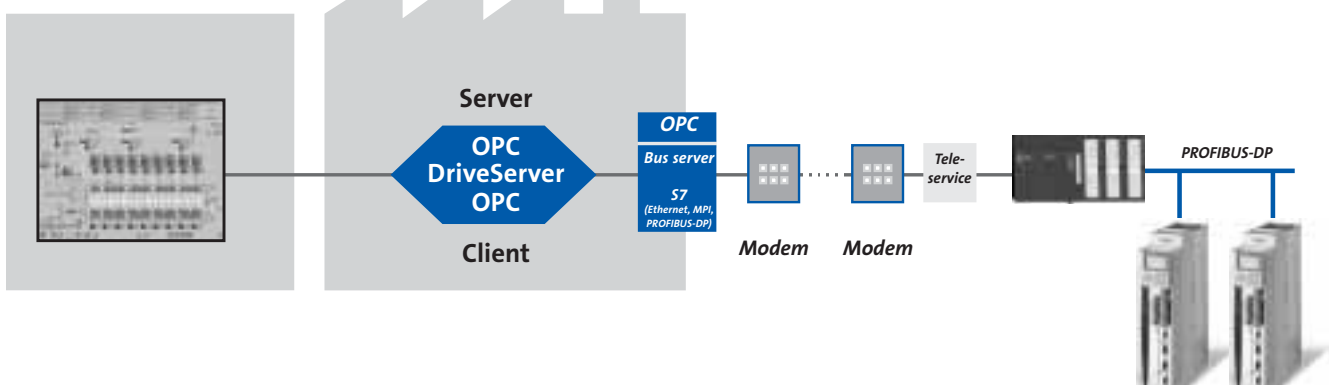 Server
OPC
DriveServer
OPC
Client
OPC
Bus server
S7
(Ethernet, MPI,
PROFIBUS-DP)
Modem
Modem
Tele-
service
PROFIBUS-DP